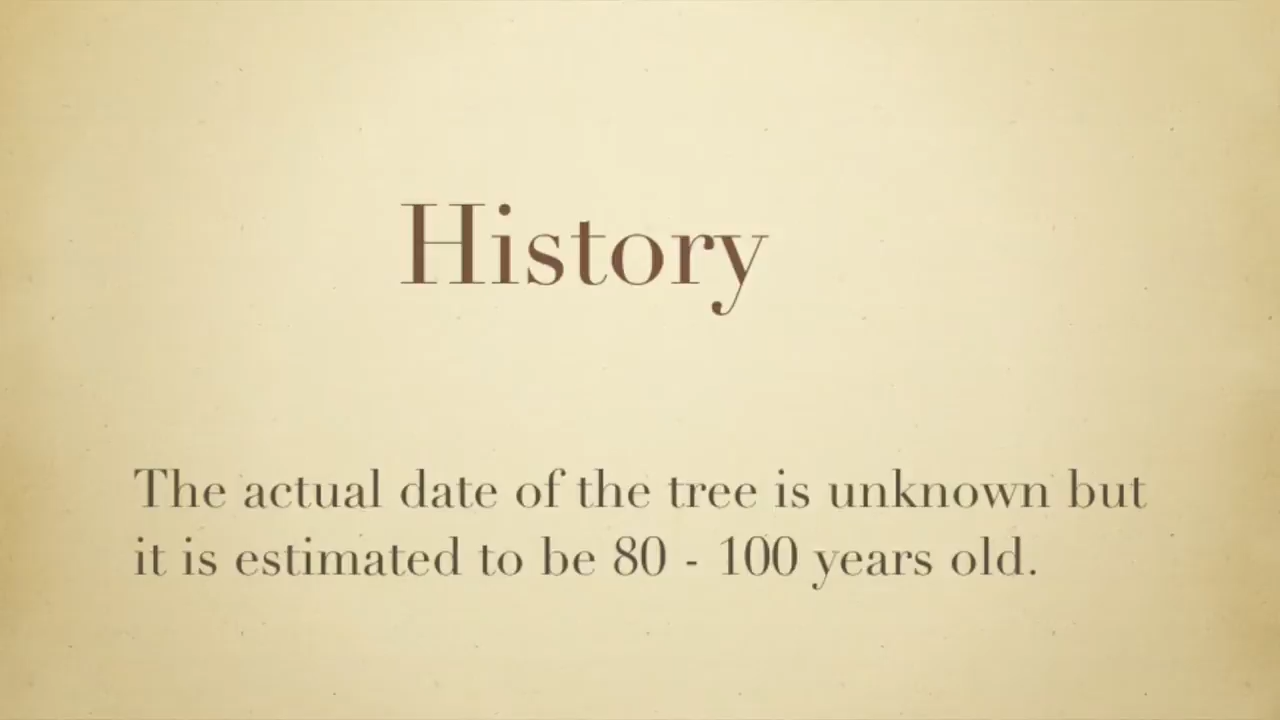 History
The actual date of the tree is unknown but
it is estimated to be 80 - 100 years old.